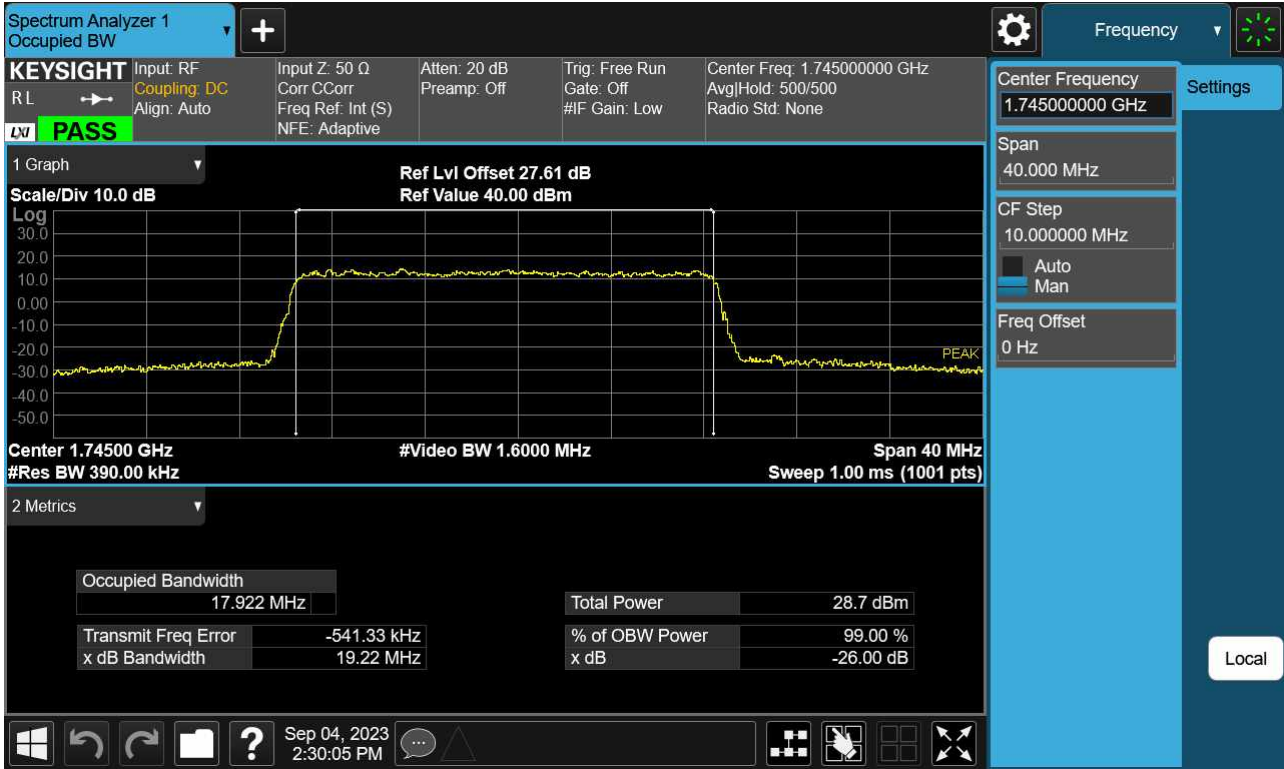 Spectrum Analyzer 1
Occupied BW
Frequency
KEYSIGHT
R L
LXI PASS
Input: RF
Coupling: DC
Align: Auto
Input Z: 50 Ω
Corr CCorr
Freq Ref: Int (S)
NFE: Adaptive
Atten: 20 dB
Preamp: Off
Trig: Free Run
Gate: Off
#IF Gain: Low
Center Freq: 1.745000000 GHz
Avg|Hold: 500/500
Radio Std: None
Center Frequency
1.745000000 GHz
Settings
Span
40.000 MHz
CF Step
10.000000 MHz
Auto
Man
Freq Offset
0 Hz
Local
1 Graph
Scale/Div 10.0 dB
Ref Lvl Offset 27.61 dB
Ref Value 40.00 dBm
Log
30.0
20.0
10.0
0.00
-10.0
-20.0
-30.0
-40.0
-50.0
PEAK
Center 1.74500 GHz
#Video BW 1.6000 MHz
Span 40 MHz
#Res BW 390.00 kHz
Sweep 1.00 ms (1001 pts)
2 Metrics
Occupied Bandwidth
17.922 MHz
Total Power 28.7 dBm
Transmit Freq Error -541.33 kHz
% of OBW Power 99.00 %
x dB Bandwidth 19.22 MHz
x dB -26.00 dB
?
Sep 04, 2023
2:30:05 PM